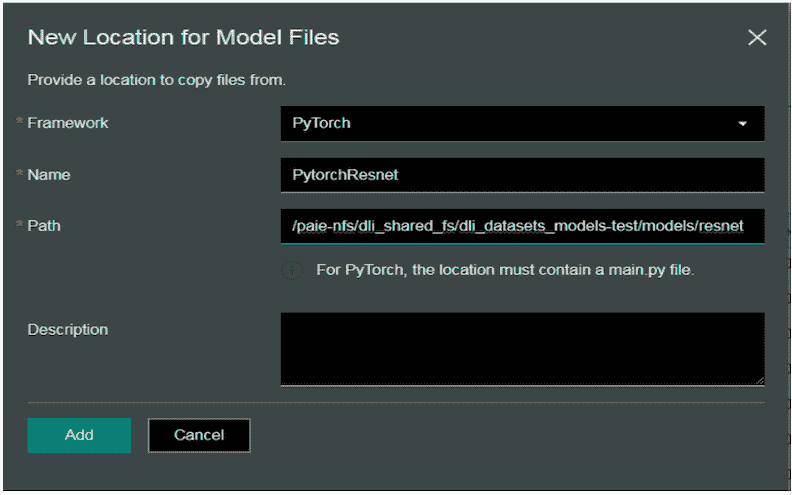 New Location for Model Files
Provide a location to copy files from.
* Framework PyTorch
* Name PytorchResnet
* Path /paie-nfs/dli_shared_fs/dli_datasets_models-test/models/resnet
For PyTorch, the location must contain a main.py file.
Description
Add Cancel